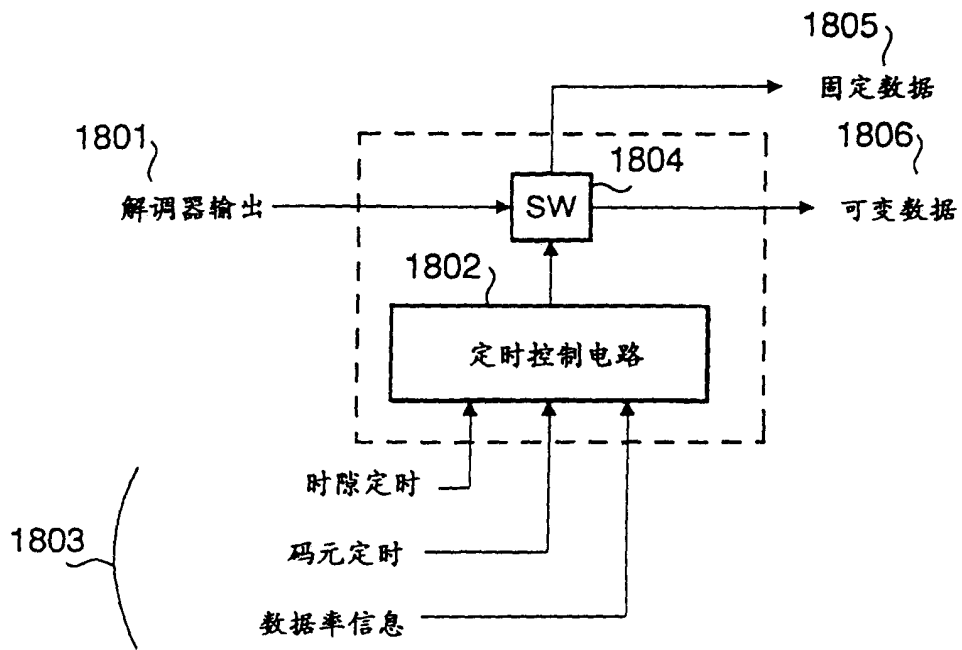 1805
固定数据
1801
1804
1806
解调器输出
SW
可变数据
1802
定时控制电路
时隙定时
1803
码元定时
数据率信息